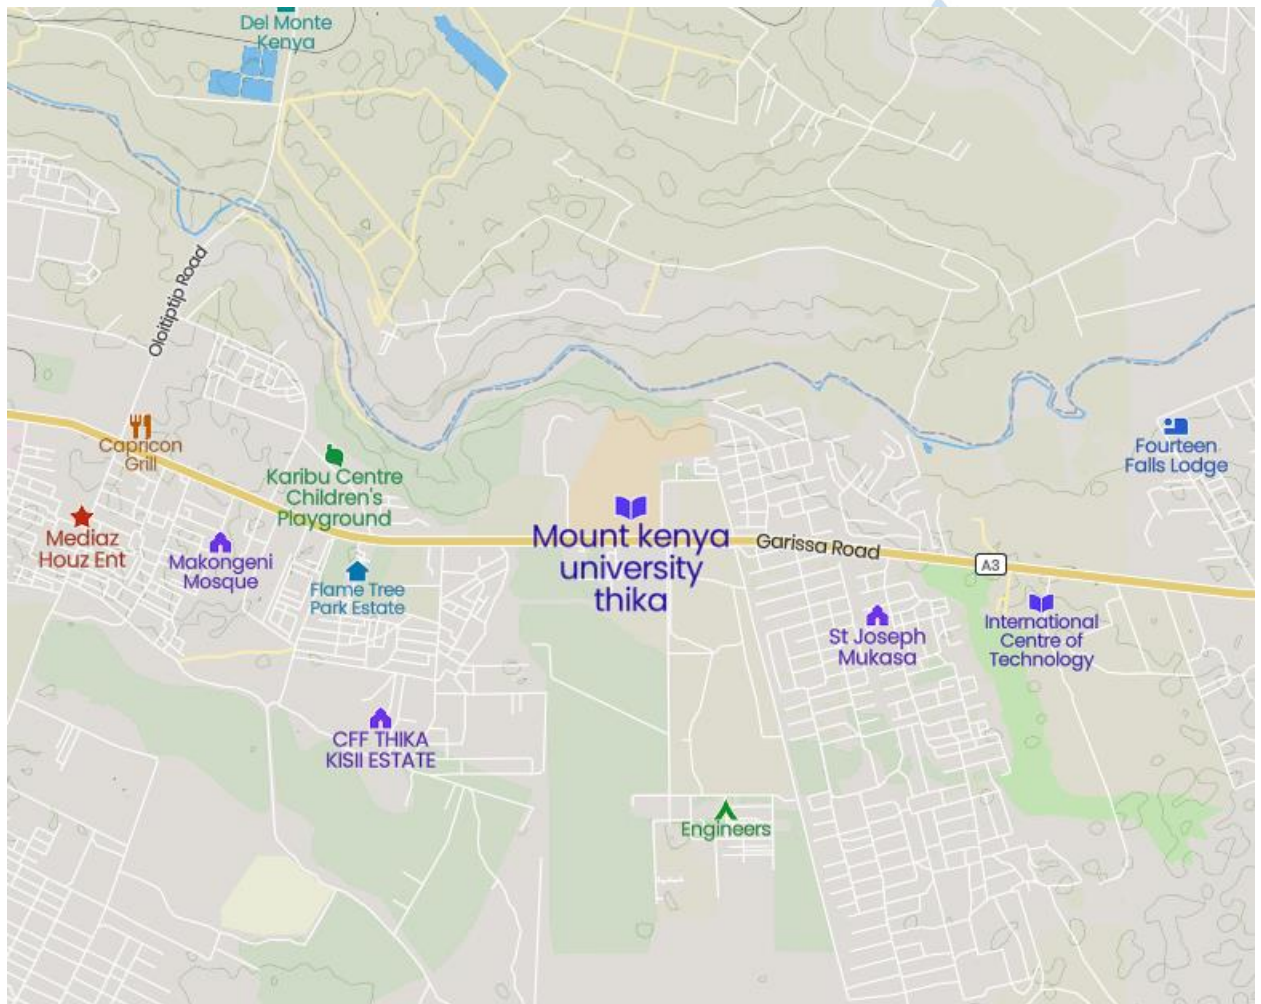 Del Monte
Kenya
Oloitiptip Road
Capricon
Grill
Karibu Centre
Children's
Playground
Fourteen
Falls Lodge
Mediaz
Houz Ent
Makongeni
Mosque
Flame Tree
Park Estate
Mount kenya
university
thika
Garissa Road
A3
St Joseph
Mukasa
International
Centre of
Technology
CFF THIKA
KISII ESTATE
Engineers